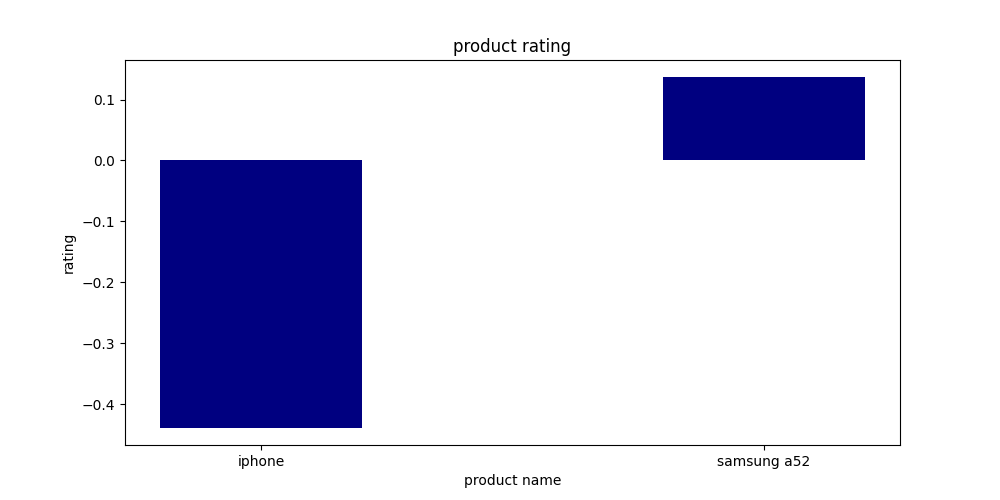 product rating
0.1
0.0
−0.1
−0.2
−0.3
−0.4
rating
iphone
samsung a52
product name